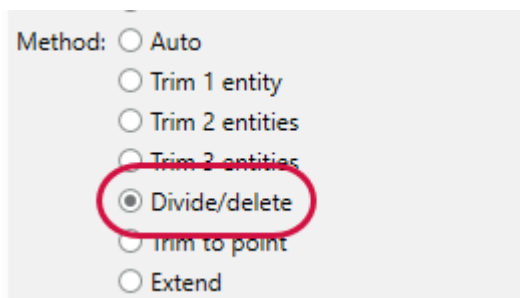 Method: Auto
Trim 1 entity
Trim 2 entities
Trim 3 entities
Divide/delete
Trim to point
Extend